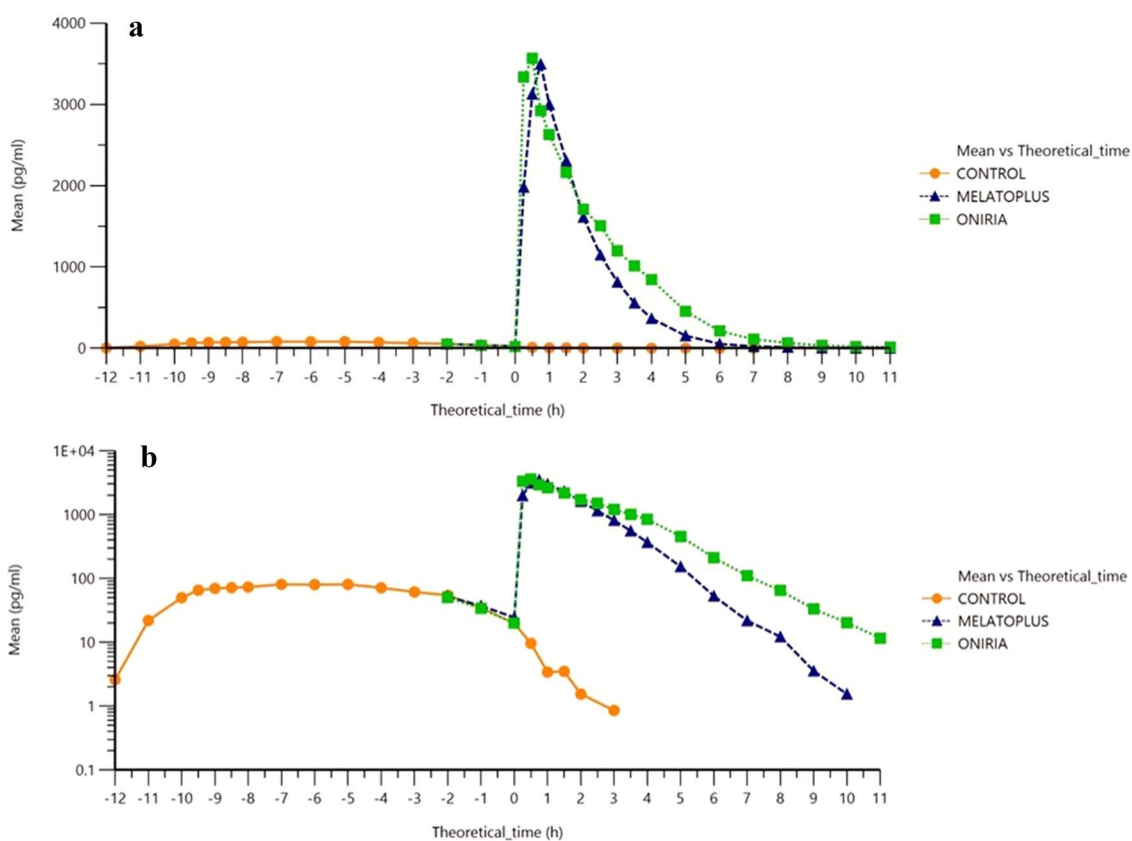 a
4000
3000
2000
1000
0
Mean (pg/ml)
-12 -11 -10 -9 -8 -7 -6 -5 -4 -3 -2 -1 0 1 2 3 4 5 6 7 8 9 10 11
Theoretical_time (h)
Mean vs Theoretical_time
CONTROL
MELATOPLUS
ONIRIA
b
1E+04
1000
100
10
1
0.1
Mean (pg/ml)
-12 -11 -10 -9 -8 -7 -6 -5 -4 -3 -2 -1 0 1 2 3 4 5 6 7 8 9 10 11
Theoretical_time (h)
Mean vs Theoretical_time
CONTROL
MELATOPLUS
ONIRIA